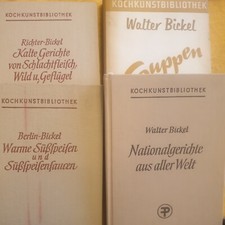 KOCHKUNSTBIBLIOTHEK
Richter-Bickel
Kalte Gerichte
von Schlachtfleisch,
Wild u. Geflügel
KOCHKUNSTBIBLIOTHEK
Walter Bickel
Suppen
KOCHKUNSTBIBLIOTHEK
Berlin-Bickel
Warme Süßspeisen
und
Süßspeisensaucen
KOCHKUNSTBIBLIOTHEK
Walter Bickel
Nationalgerichte
aus aller Welt